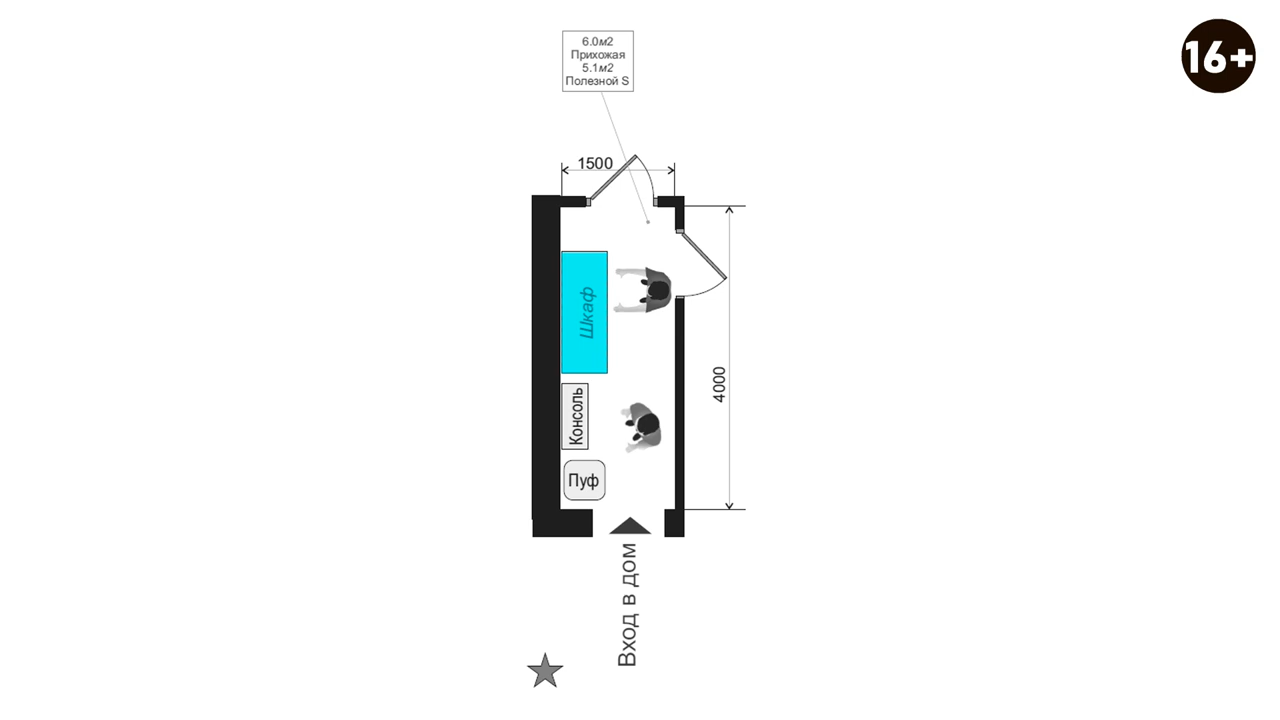 16+
6.0м2
Прихожая
5.1м2
Полезной S
1500
Шкаф
4000
Консоль
Пуф
Вход в дом